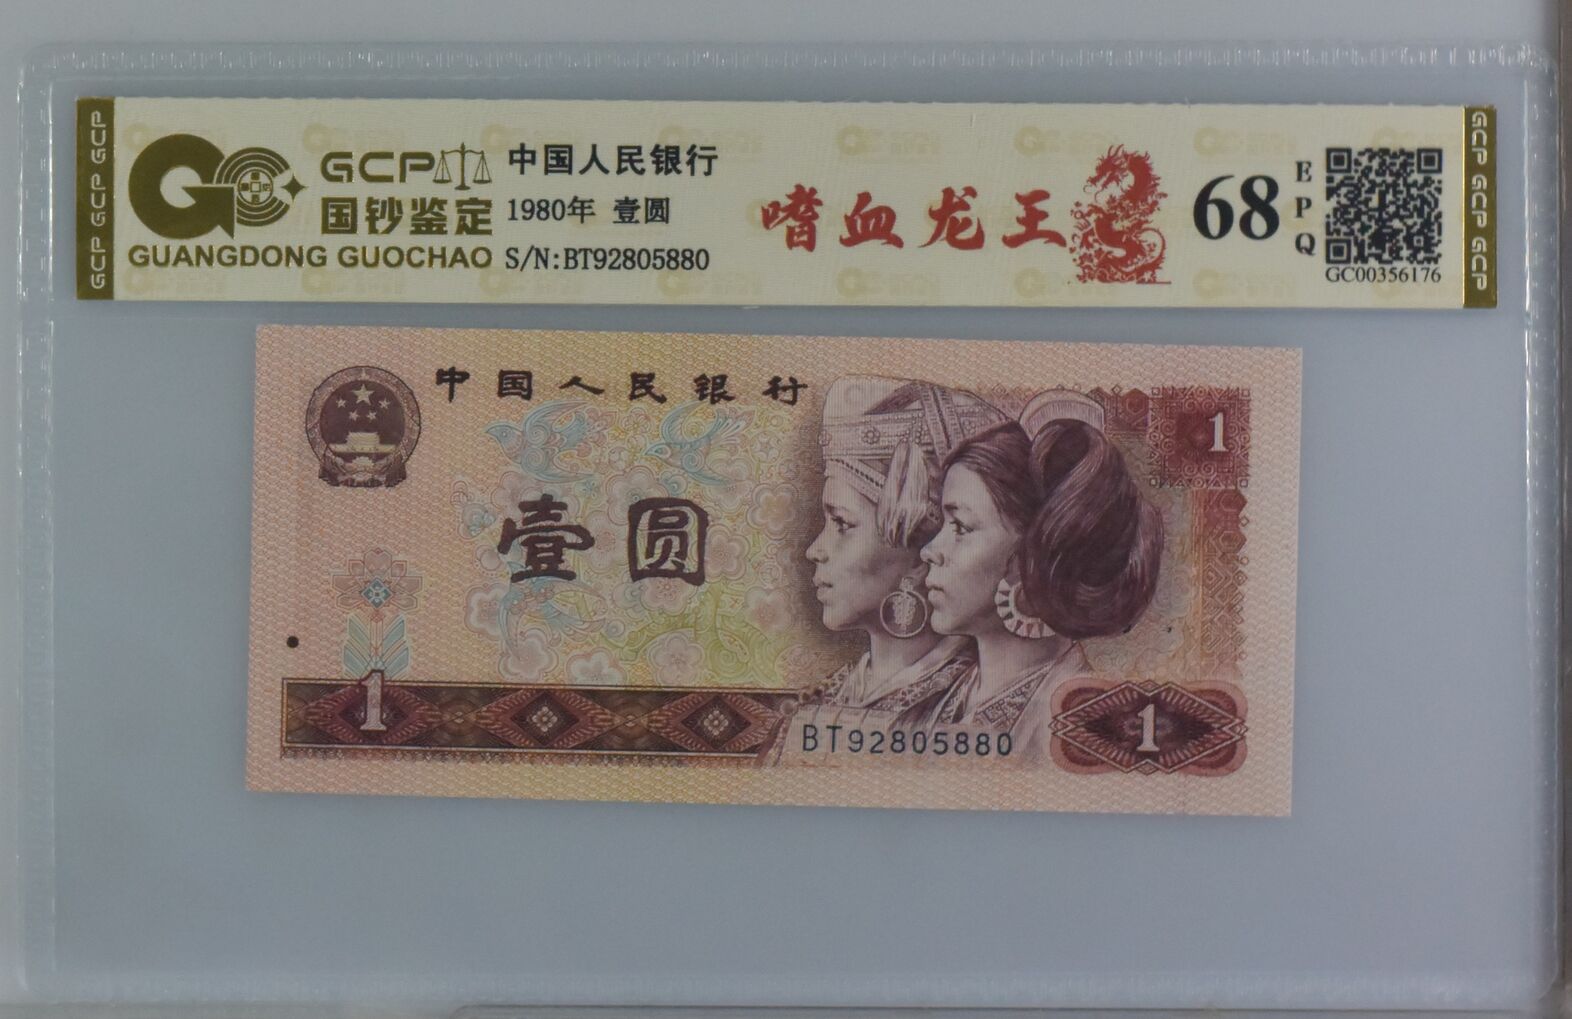 GCP GCP GCP
GCP
国钞鉴定
GUANGDONG GUOCHAO
中国人民银行
1980年 壹圆
S/N:BT92805880
嗜血龙王
68
EPQ
GC00356176
GCP GCP GCP
中国人民银行
1
壹圆
1
BT92805880
1